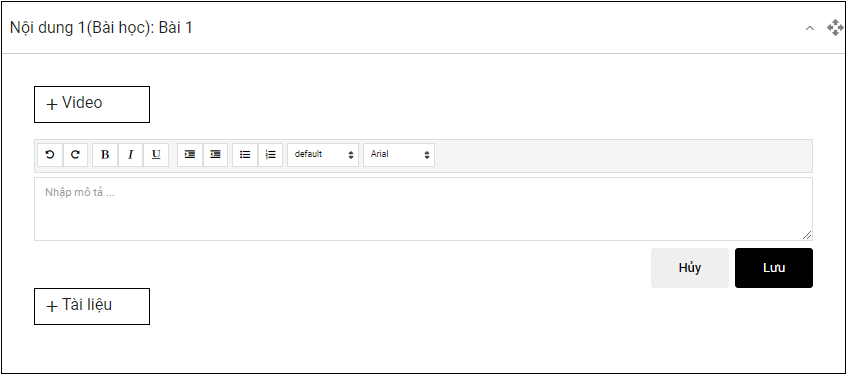 Nội dung 1(Bài học): Bài 1
+ Video
B I U default Arial
Nhập mô tả ...
Hủy Lưu
+ Tài liệu